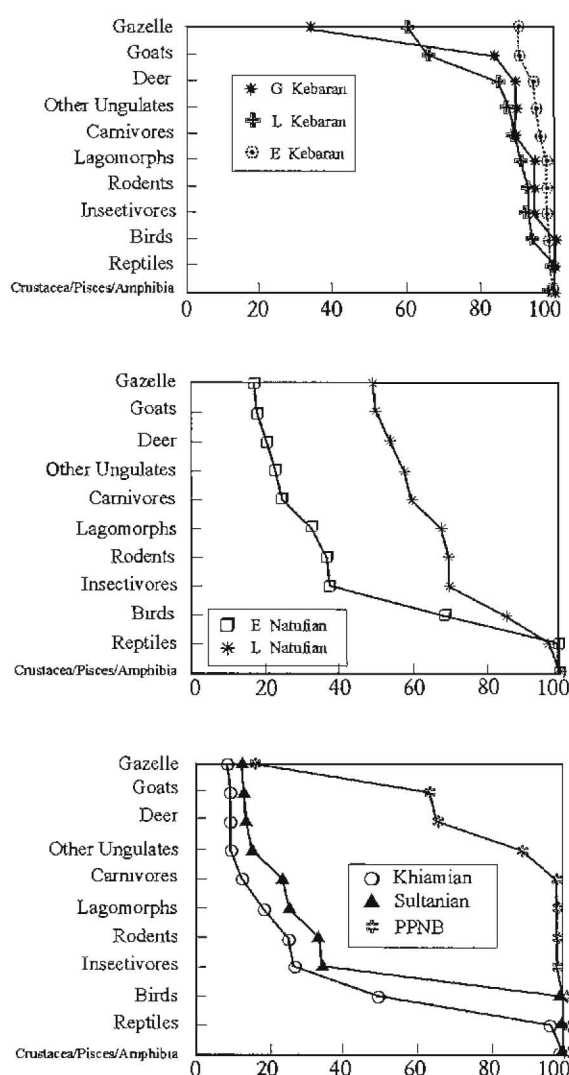 Gazelle
Goats
Deer
Other Ungulates
Carnivores
Lagomorphs
Rodents
Insectivores
Birds
Reptiles
Crustacea/Pisces/Amphibia
G Kebaran
L Kebaran
E Kebaran
0 20 40 60 80 100
Gazelle
Goats
Deer
Other Ungulates
Carnivores
Lagomorphs
Rodents
Insectivores
Birds
Reptiles
Crustacea/Pisces/Amphibia
E Natufian
L Natufian
0 20 40 60 80 100
Gazelle
Goats
Deer
Other Ungulates
Carnivores
Lagomorphs
Rodents
Insectivores
Birds
Reptiles
Crustacea/Pisces/Amphibia
Khiamian
Sultanian
PPNB
0 20 40 60 80 100